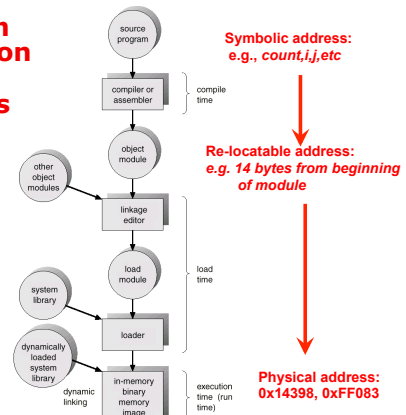 source
program
compiler or
assembler
compile
time
object
module
other
object
modules
linkage
editor
load
module
load
time
system
library
loader
dynamically
loaded
system
library
dynamic
linking
in-memory
binary
memory
image
execution
time (run
time)
Symbolic address:
e.g., count,i,j,etc
Re-locatable address:
e.g. 14 bytes from beginning
of module
Physical address:
0x14398, 0xFF083